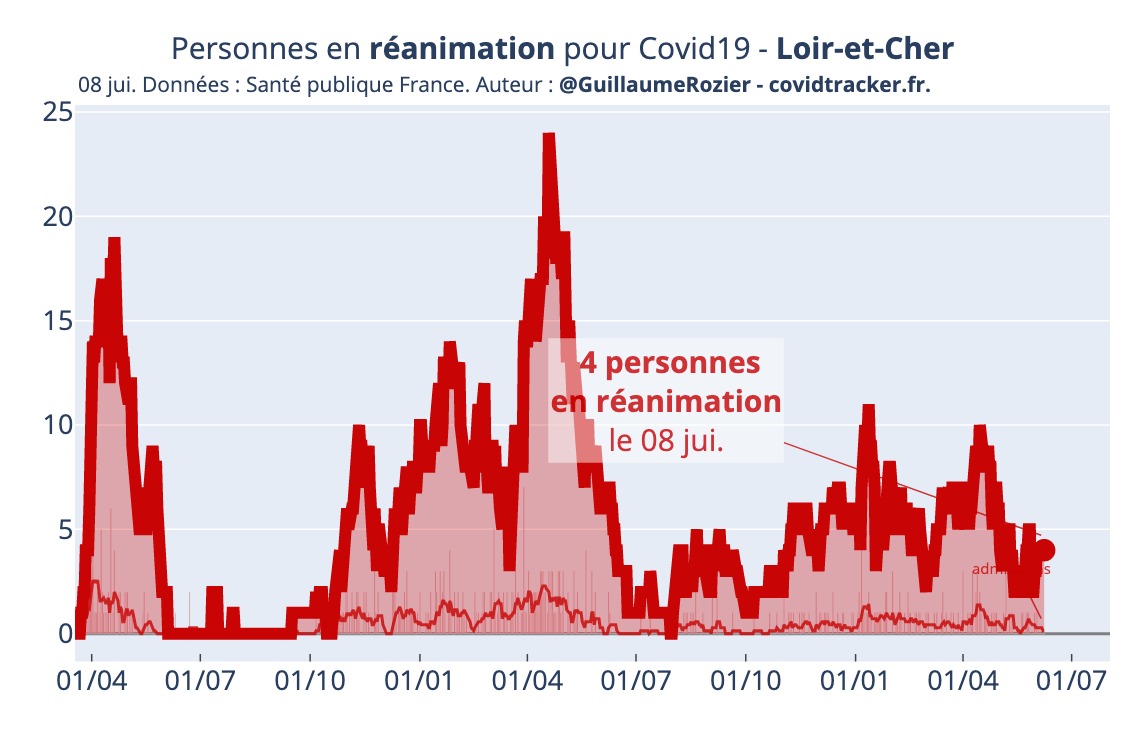 Personnes en réanimation pour Covid19 - Loir-et-Cher
08 jui. Données : Santé publique France. Auteur : @GuillaumeRozier - covidtracker.fr.
25
20
15
10
5
0
4 personnes
en réanimation
le 08 jui.
01/04 01/07 01/10 01/01 01/04 01/07 01/10 01/01 01/04 01/07